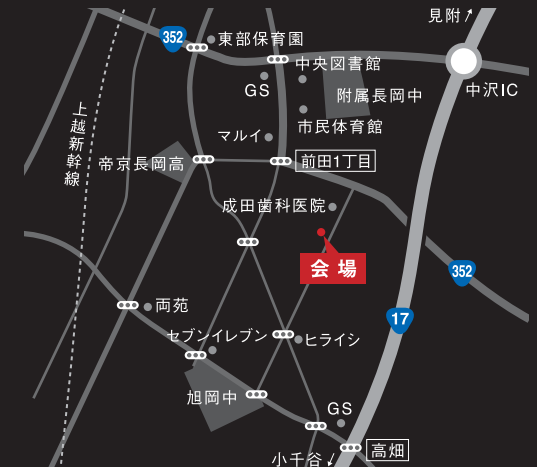 見附
352
東部保育園
中央図書館
GS
中沢IC
附属長岡中
上越新幹線
市民体育館
マルイ
帝京長岡高
前田1丁目
成田歯科医院
会場
352
両苑
17
セブンイレブン
ヒライシ
旭岡中
GS
高畑
小千谷